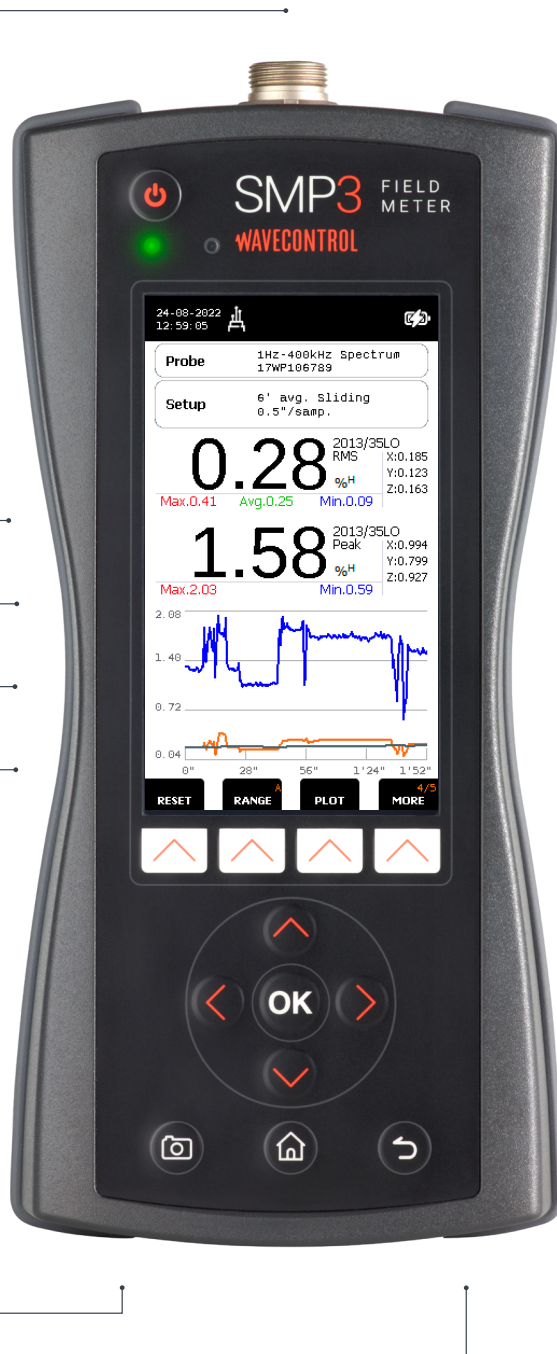 SMP3 FIELD METER
WAVECONTROL
24-08-2022
12:59:05
Probe 1Hz-400kHz Spectrum
17WP106789
Setup 6' avg. Sliding
0.5"/samp.
0.28 2013/35LO
RMS
%H
X:0.185
Y:0.123
Z:0.163
Max.0.41 Avg.0.25 Min.0.09
1.58 2013/35LO
Peak
%H
X:0.994
Y:0.799
Z:0.927
Max.2.03 Min.0.59
2.08
1.40
0.72
0.04
0" 28" 56" 1'24" 1'52"
A 4/5
RESET RANGE PLOT MORE
OK